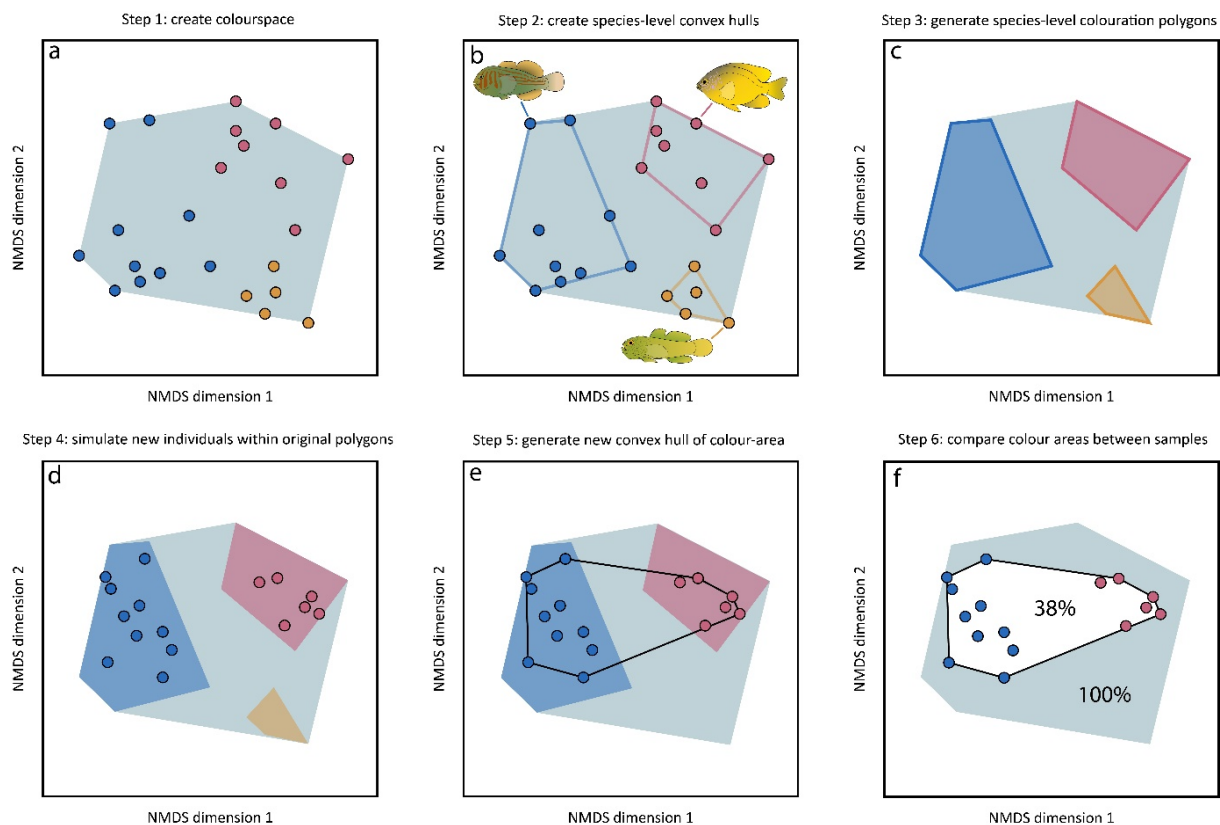 Step 1: create colourspace
Step 2: create species-level convex hulls
Step 3: generate species-level colouration polygons
a
b
c
NMDS dimension 2
NMDS dimension 2
NMDS dimension 2
NMDS dimension 1
NMDS dimension 1
NMDS dimension 1
Step 4: simulate new individuals within original polygons
Step 5: generate new convex hull of colour-area
Step 6: compare colour areas between samples
d
e
f
NMDS dimension 2
NMDS dimension 2
NMDS dimension 2
38%
100%
NMDS dimension 1
NMDS dimension 1
NMDS dimension 1